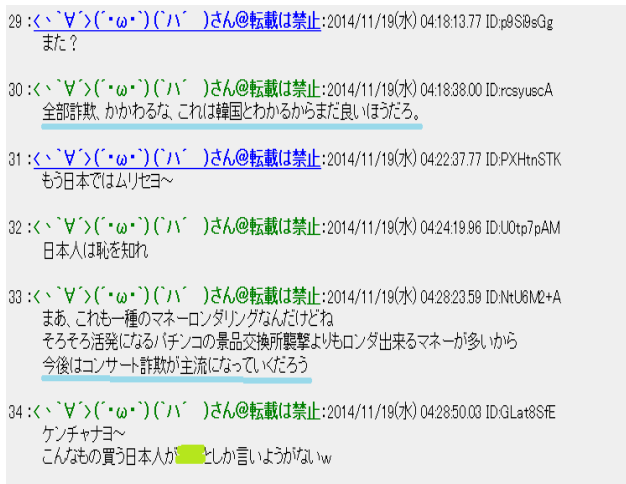 29 :<丶｀∀´>(´･ω･`)(｀ハ´　 )さん@転載は禁止:2014/11/19(水) 04:18:13.77 ID:p9Si9sGg
また？
30 :<丶｀∀´>(´･ω･`)(｀ハ´　 )さん@転載は禁止:2014/11/19(水) 04:18:38.00 ID:rcsyuscA
全部詐欺、かかわるな、これは韓国とわかるからまだ良いほうだろ。
31 :<丶｀∀´>(´･ω･`)(｀ハ´　 )さん@転載は禁止:2014/11/19(水) 04:22:37.77 ID:PXHtnSTK
もう日本ではムリセヨ～
32 :<丶｀∀´>(´･ω･`)(｀ハ´　 )さん@転載は禁止:2014/11/19(水) 04:24:19.96 ID:U0tp7pAM
日本人は恥を知れ
33 :<丶｀∀´>(´･ω･`)(｀ハ´　 )さん@転載は禁止:2014/11/19(水) 04:28:23.59 ID:NtU6M2+A
まあ、これも一種のマネーロンダリングなんだけどね
そろそろ活発になるパチンコの景品交換所襲撃よりもロンダ出来るマネーが多いから
今後はコンサート詐欺が主流になっていくだろう
34 :<丶｀∀´>(´･ω･`)(｀ハ´　 )さん@転載は禁止:2014/11/19(水) 04:28:50.03 ID:GLat8SfE
ケンチャナヨ～
こんなもの買う日本人が としか言いようがないw